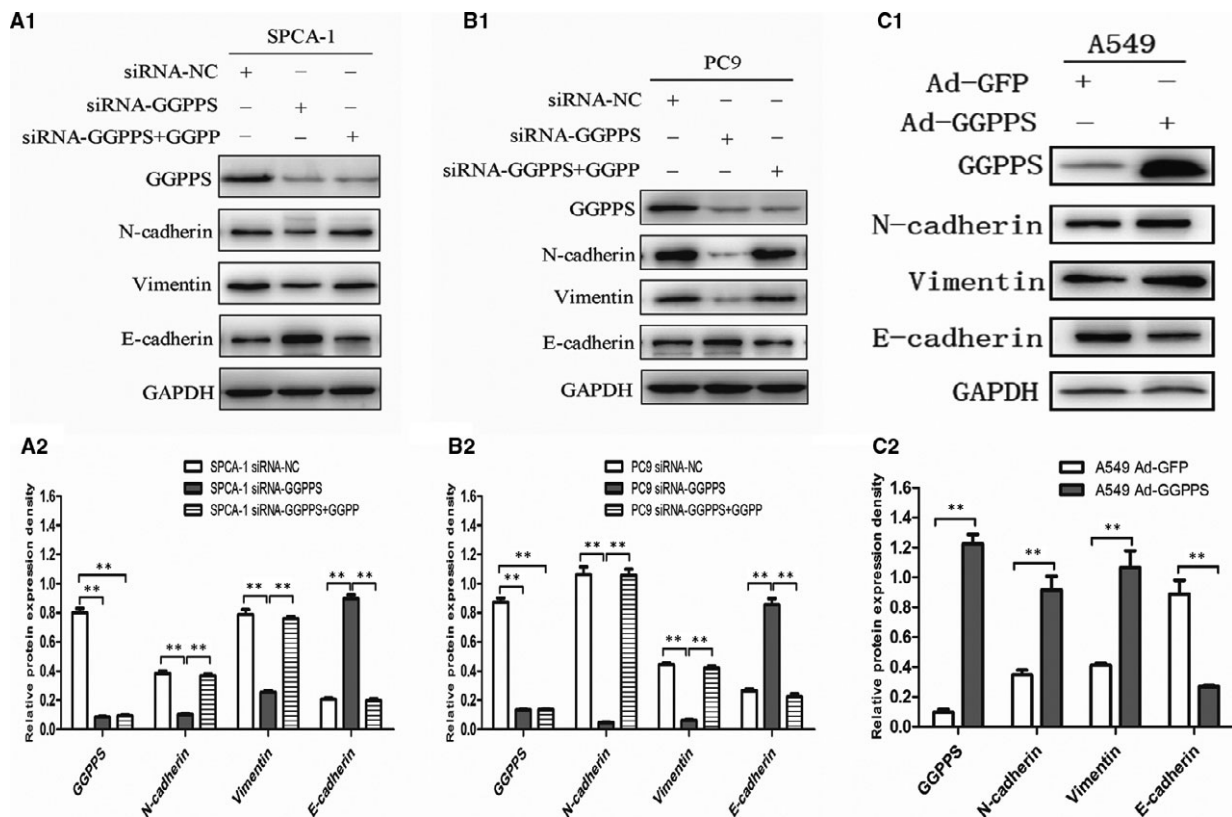 A1
SPCA-1
siRNA-NC + – –
siRNA-GGPPS – + –
siRNA-GGPPS+GGPP – – +
GGPPS
N-cadherin
Vimentin
E-cadherin
GAPDH
B1
PC9
siRNA-NC + – –
siRNA-GGPPS – + –
siRNA-GGPPS+GGPP – – +
GGPPS
N-cadherin
Vimentin
E-cadherin
GAPDH
C1
A549
Ad-GFP + –
Ad-GGPPS – +
GGPPS
N-cadherin
Vimentin
E-cadherin
GAPDH
A2
SPCA-1 siRNA-NC
SPCA-1 siRNA-GGPPS
SPCA-1 siRNA-GGPPS+GGPP
Relative protein expression density
1.6
1.4
1.2
1.0
0.8
0.6
0.4
0.2
0.0
**
**
** **
** **
** **
GGPPS
N-cadherin
Vimentin
E-cadherin
B2
PC9 siRNA-NC
PC9 siRNA-GGPPS
PC9 siRNA-GGPPS+GGPP
Relative protein expression density
1.6
1.4
1.2
1.0
0.8
0.6
0.4
0.2
0.0
**
**
** **
** **
** **
GGPPS
N-cadherin
Vimentin
E-cadherin
C2
A549 Ad-GFP
A549 Ad-GGPPS
Relative protein expression density
1.6
1.4
1.2
1.0
0.8
0.6
0.4
0.2
0.0
**
**
**
**
GGPPS
N-cadherin
Vimentin
E-cadherin